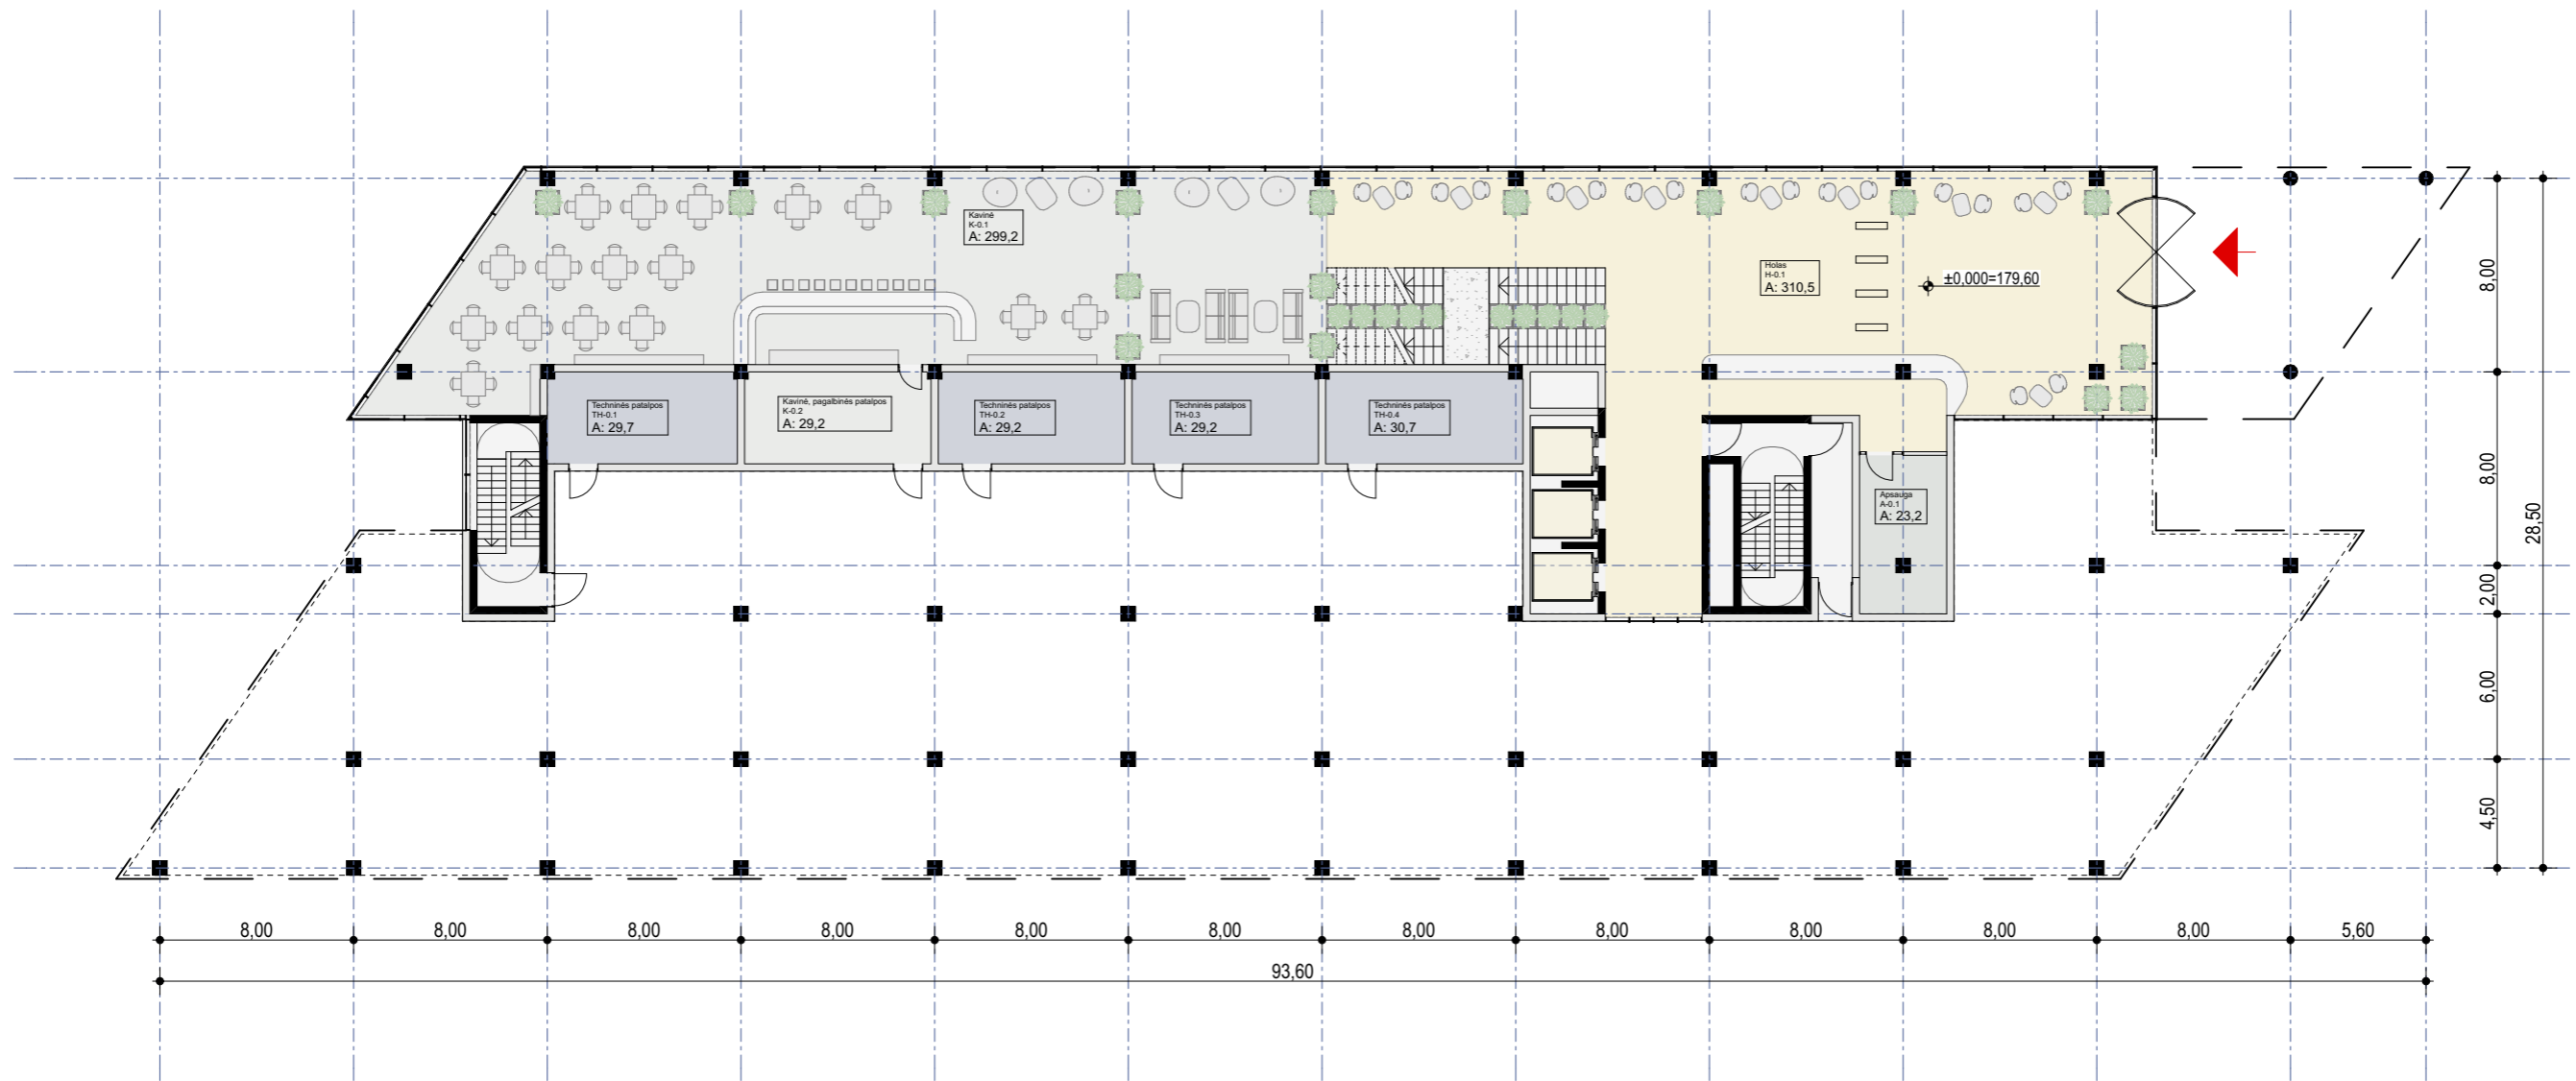 Kavinė
K-0.1
A: 299,2
Holas
H-0.1
A: 310,5
±0,000=179,60
Techninės patalpos
TH-0.1
A: 29,7
Kavinė, pagalbinės patalpos
K-0.2
A: 29,2
Techninės patalpos
TH-0.2
A: 29,2
Techninės patalpos
TH-0.3
A: 29,2
Techninės patalpos
TH-0.4
A: 30,7
Apsauga
A-0.1
A: 23,2
8,00
8,00
2,00
6,00
4,50
28,50
8,00
8,00
8,00
8,00
8,00
8,00
8,00
8,00
8,00
8,00
8,00
5,60
93,60